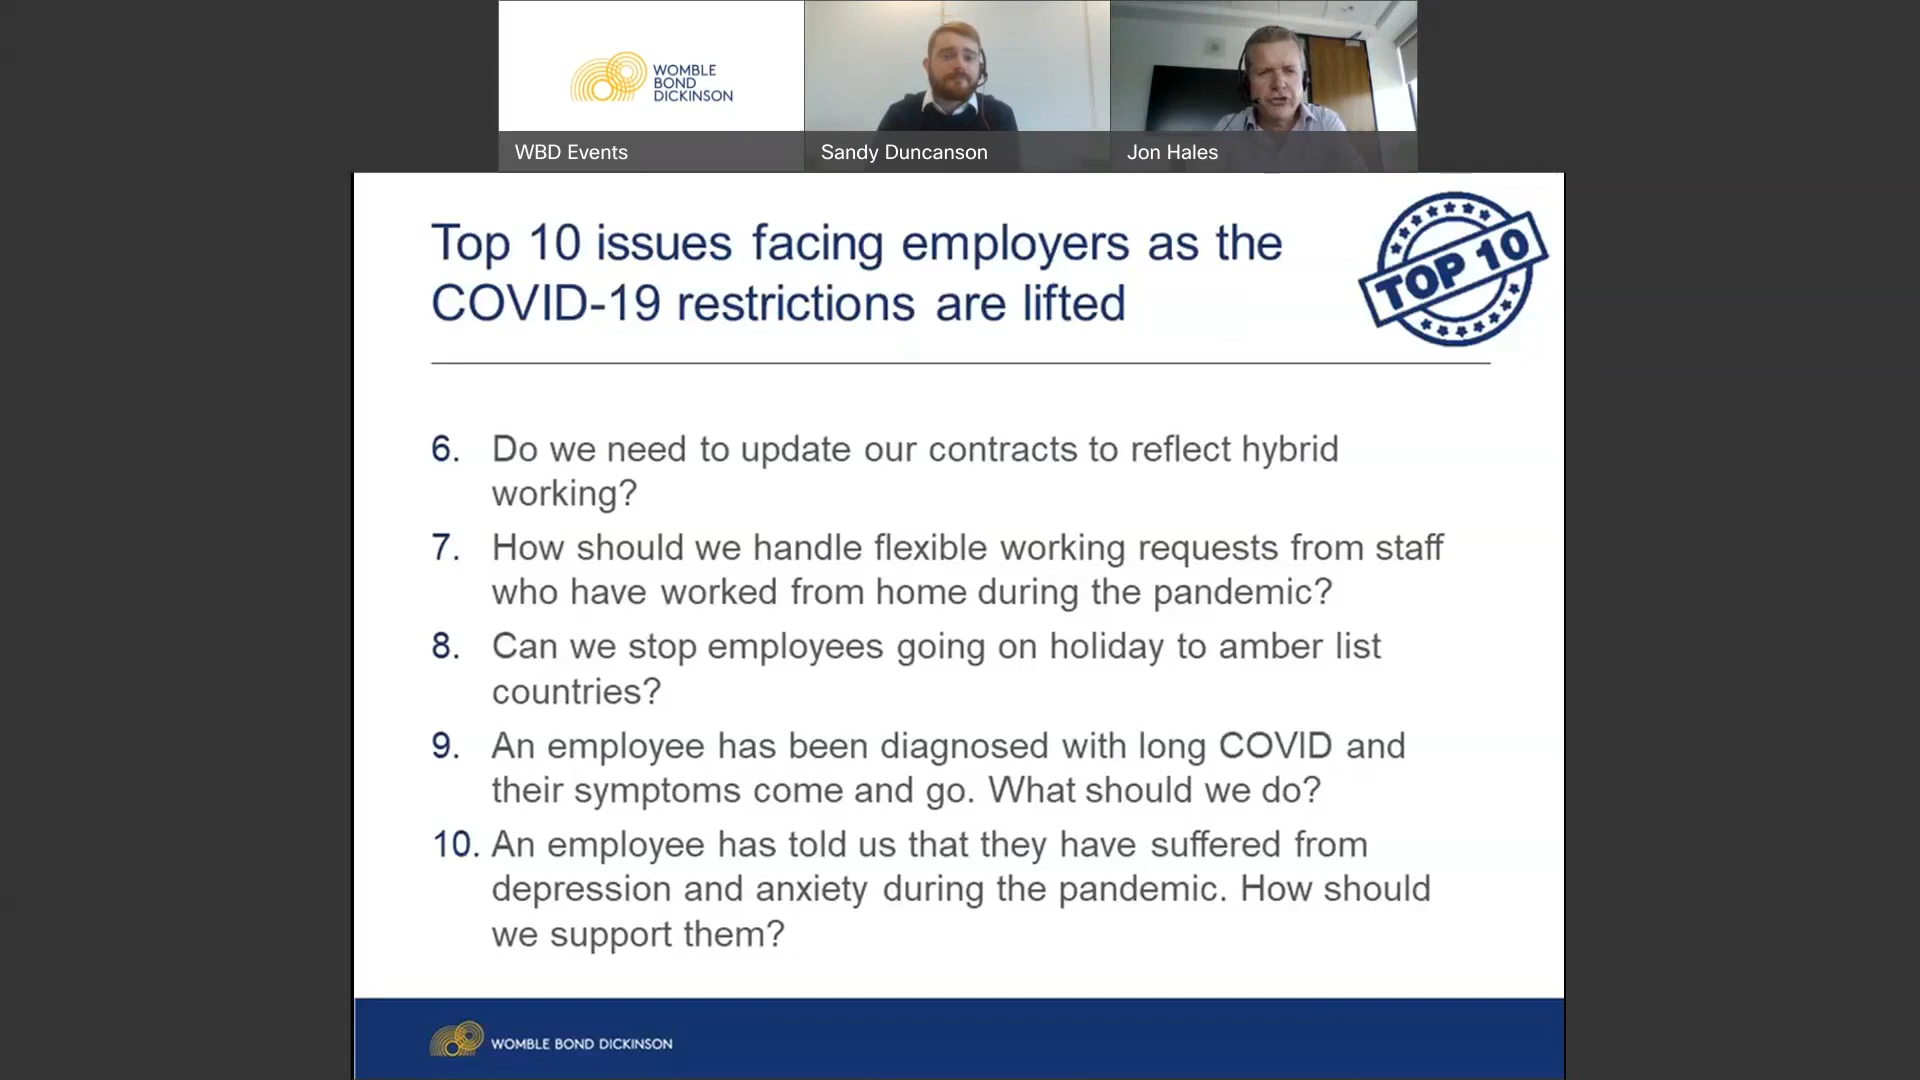 WOMBLE
BOND
DICKINSON
WBD Events
Sandy Duncanson
Jon Hales
Top 10 issues facing employers as the
COVID-19 restrictions are lifted
TOP 10
6. Do we need to update our contracts to reflect hybrid
working?
7. How should we handle flexible working requests from staff
who have worked from home during the pandemic?
8. Can we stop employees going on holiday to amber list
countries?
9. An employee has been diagnosed with long COVID and
their symptoms come and go. What should we do?
10. An employee has told us that they have suffered from
depression and anxiety during the pandemic. How should
we support them?
WOMBLE BOND DICKINSON